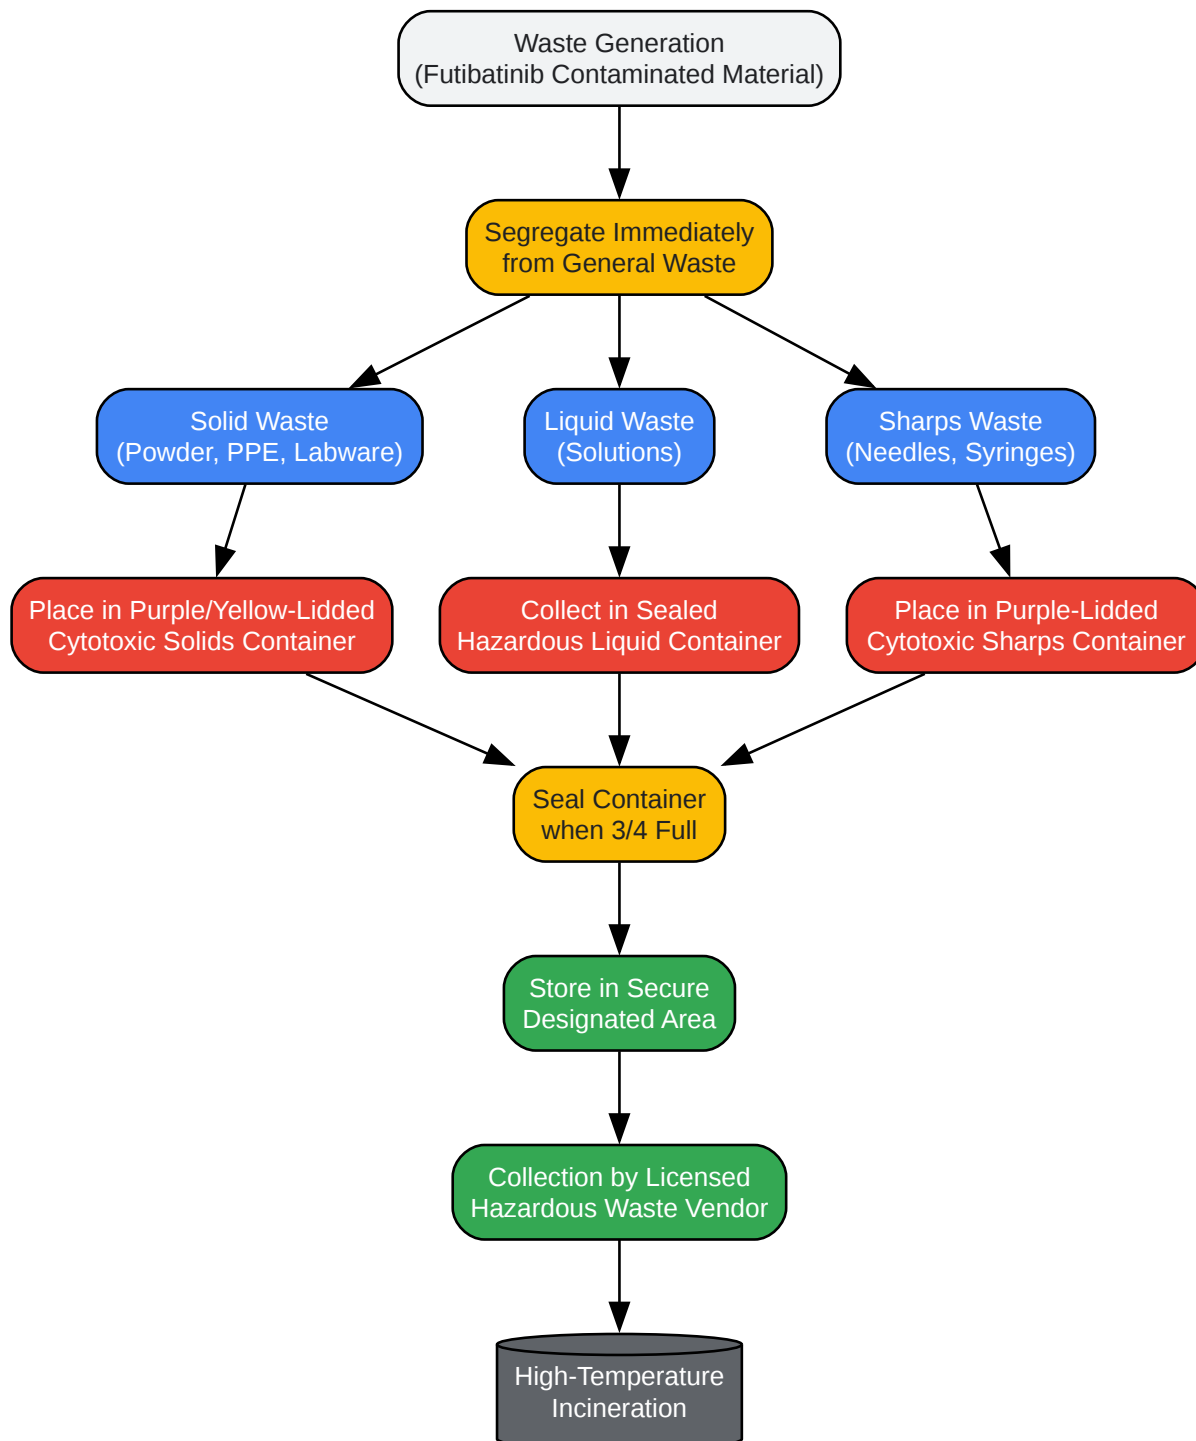 Waste Generation
(Futibatinib Contaminated Material)
Segregate Immediately
from General Waste
Solid Waste
(Powder, PPE, Labware)
Liquid Waste
(Solutions)
Sharps Waste
(Needles, Syringes)
Place in Purple/Yellow-Lidded
Cytotoxic Solids Container
Collect in Sealed
Hazardous Liquid Container
Place in Purple-Lidded
Cytotoxic Sharps Container
Seal Container
when 3/4 Full
Store in Secure
Designated Area
Collection by Licensed
Hazardous Waste Vendor
High-Temperature
Incineration